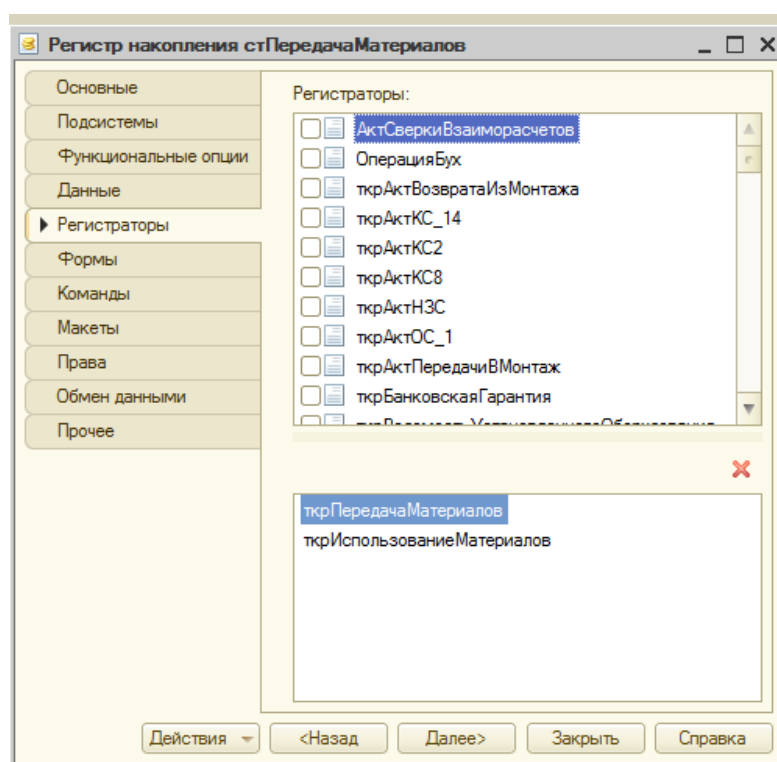 Регистр накопления стПередачаМатериалов
Основные
Подсистемы
Функциональные опции
Данные
Регистраторы
Формы
Команды
Макеты
Права
Обмен данными
Прочее
Регистраторы:
АктСверкиВзаиморасчетов
ОперацияБух
ткрАктВозвратаИзМонтажа
ткрАктКС_14
ткрАктКС2
ткрАктКС8
ткрАктНЗС
ткрАктОС_1
ткрАктПередачиВМонтаж
ткрБанковскаяГарантия
ткрПередачаМатериалов
ткрИспользованиеМатериалов
Действия
<Назад
Далее>
Закрыть
Справка